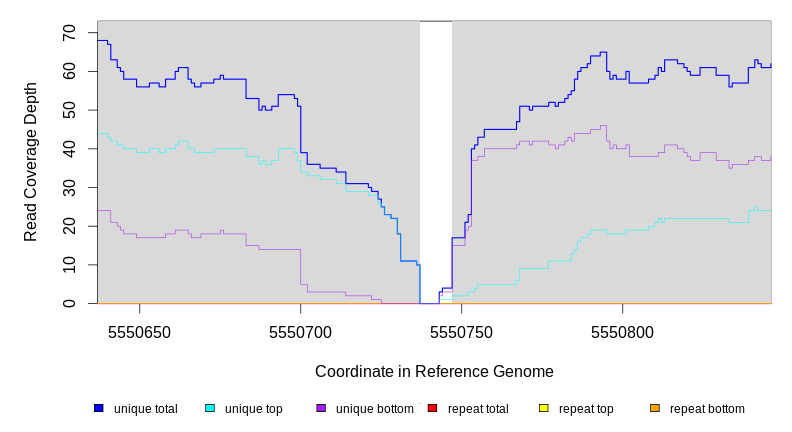 70
60
50
40
30
20
10
0
Read Coverage Depth
5550650 5550700 5550750 5550800
Coordinate in Reference Genome
unique total unique top unique bottom repeat total repeat top repeat bottom